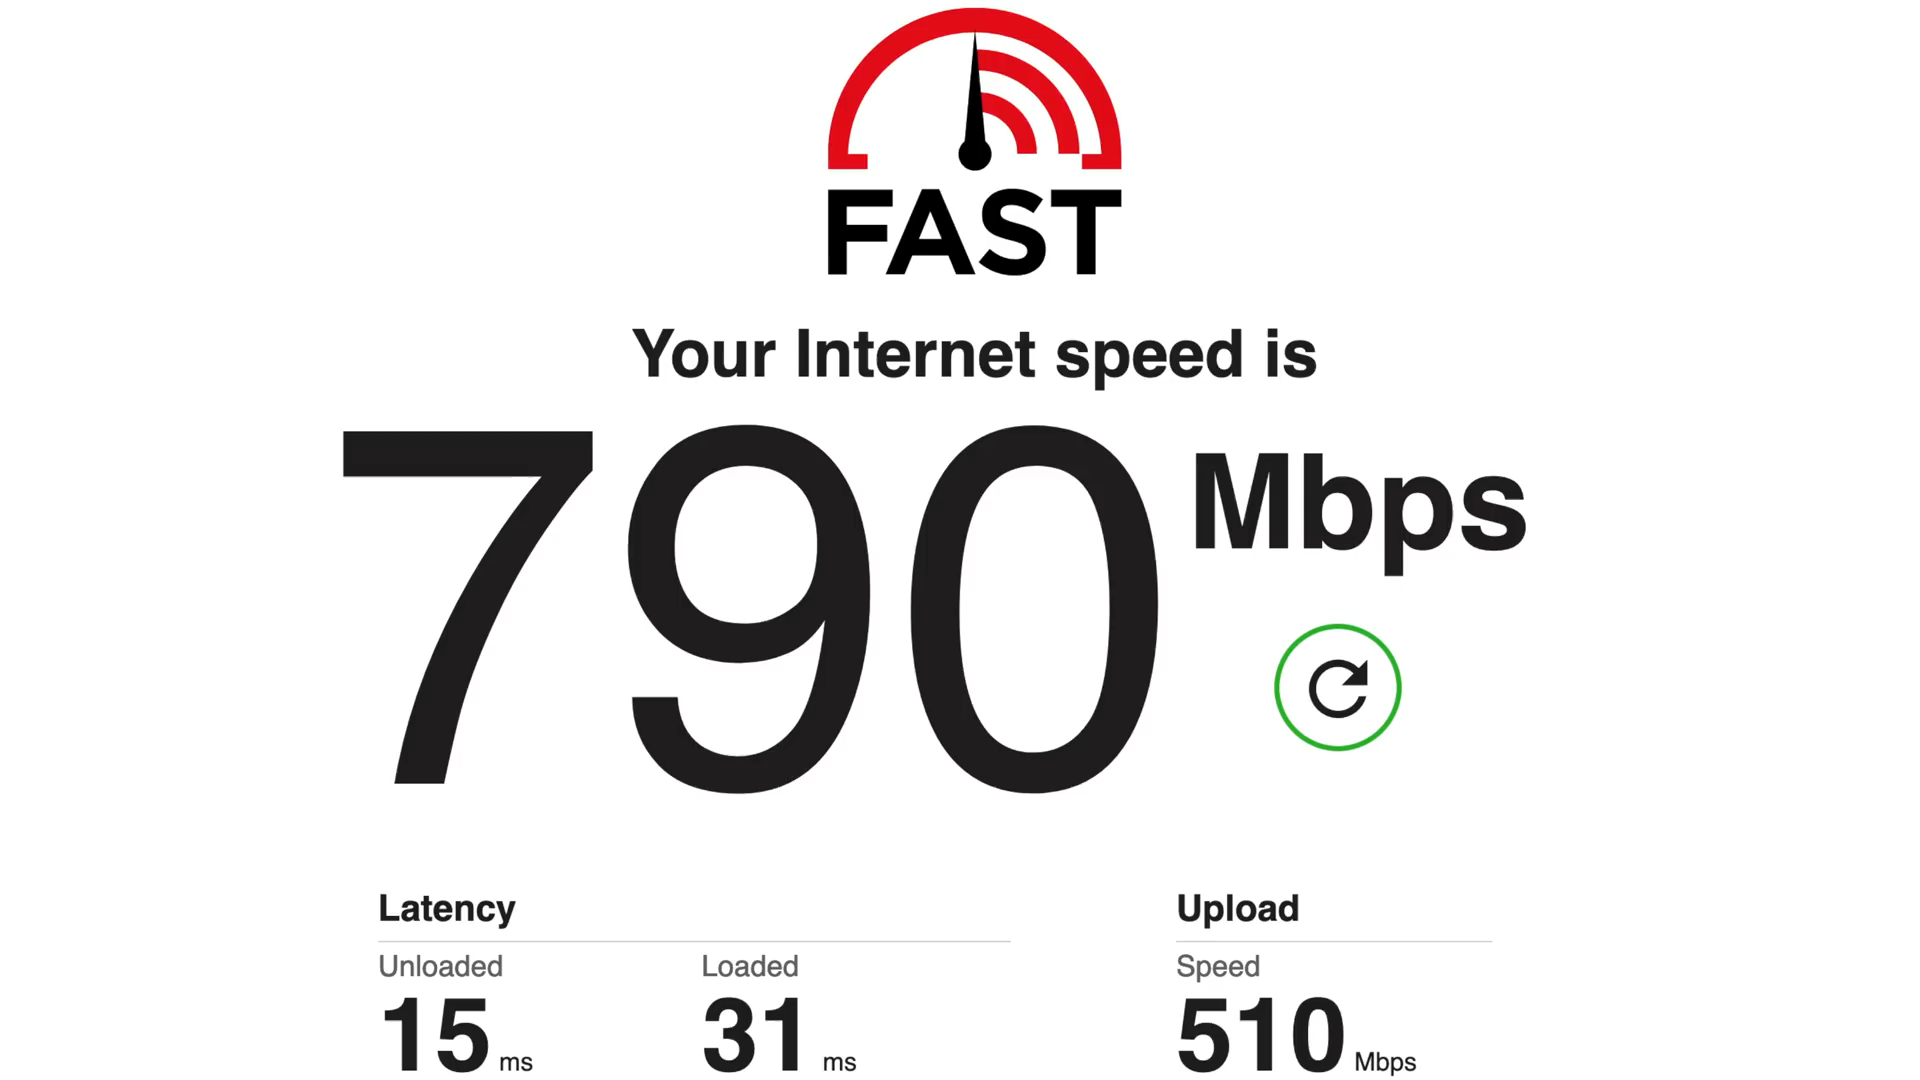 FAST
Your Internet speed is
790 Mbps
Latency
Upload
Unloaded
Loaded
Speed
15 ms
31 ms
510 Mbps